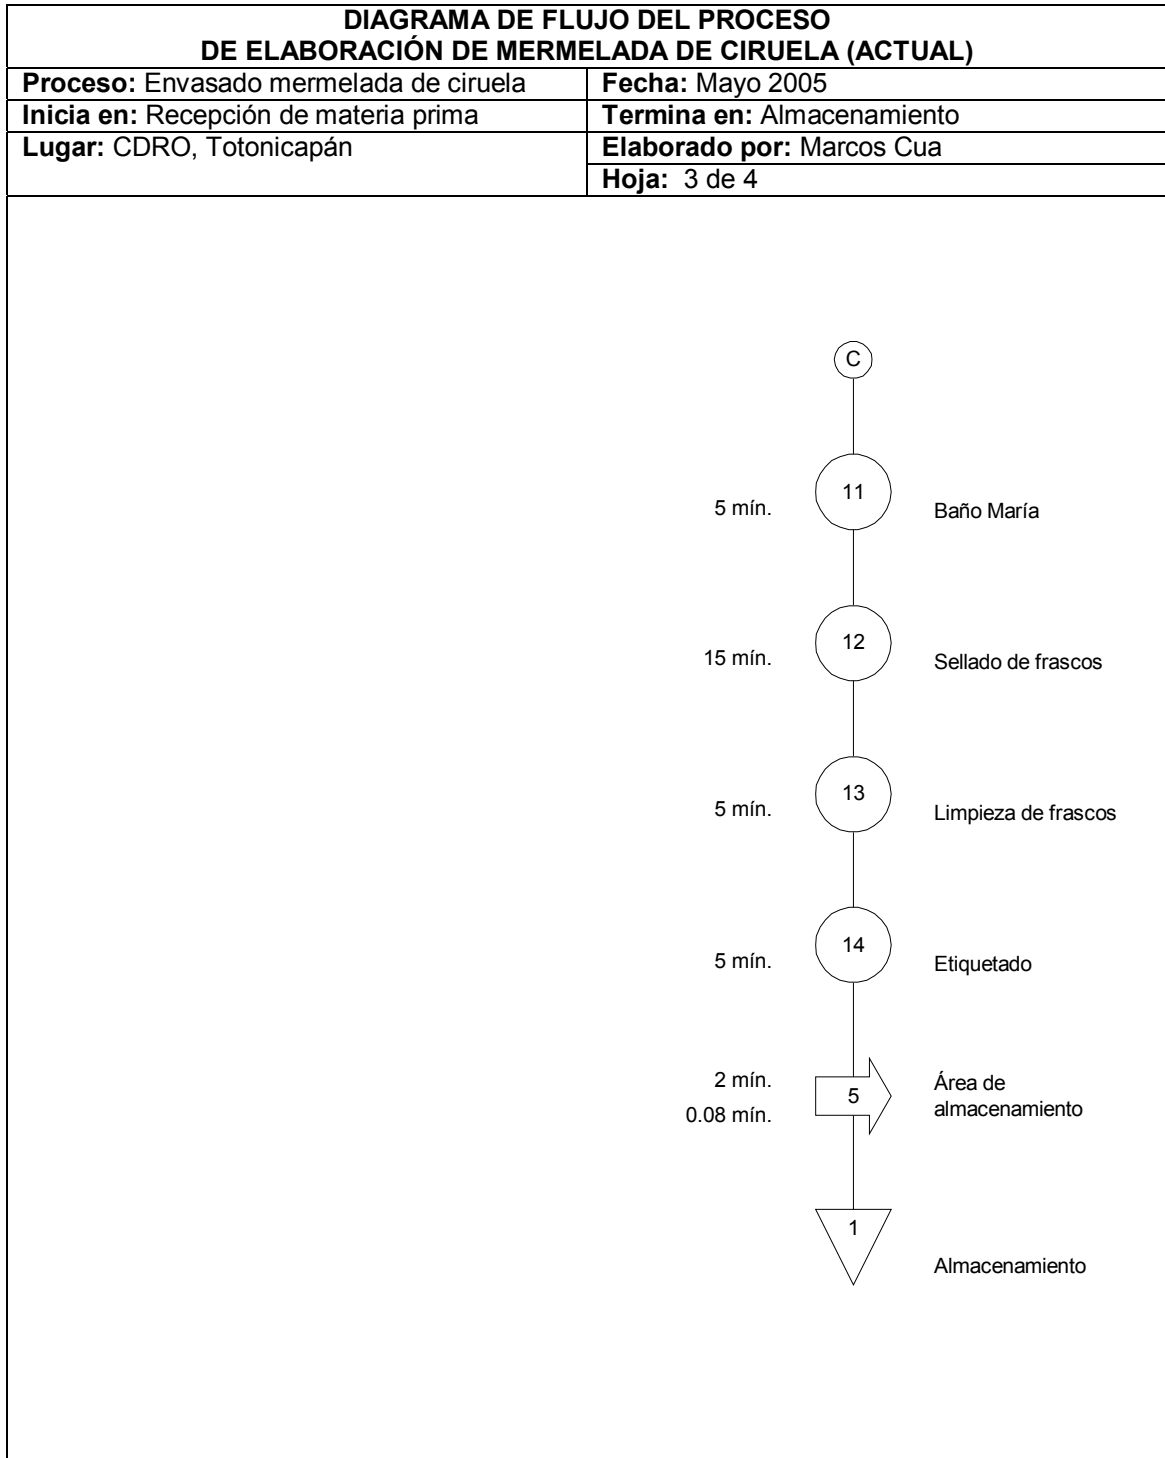 DIAGRAMA DE FLUJO DEL PROCESO
DE ELABORACIÓN DE MERMELADA DE CIRUELA (ACTUAL)
Proceso: Envasado mermelada de ciruela
Fecha: Mayo 2005
Inicia en: Recepción de materia prima
Termina en: Almacenamiento
Lugar: CDRO, Totonicapán
Elaborado por: Marcos Cua
Hoja: 3 de 4
C
5 mín.
11
Baño María
15 mín.
12
Sellado de frascos
5 mín.
13
Limpieza de frascos
5 mín.
14
Etiquetado
2 mín.
0.08 mín.
5
Área de
almacenamiento
1
Almacenamiento